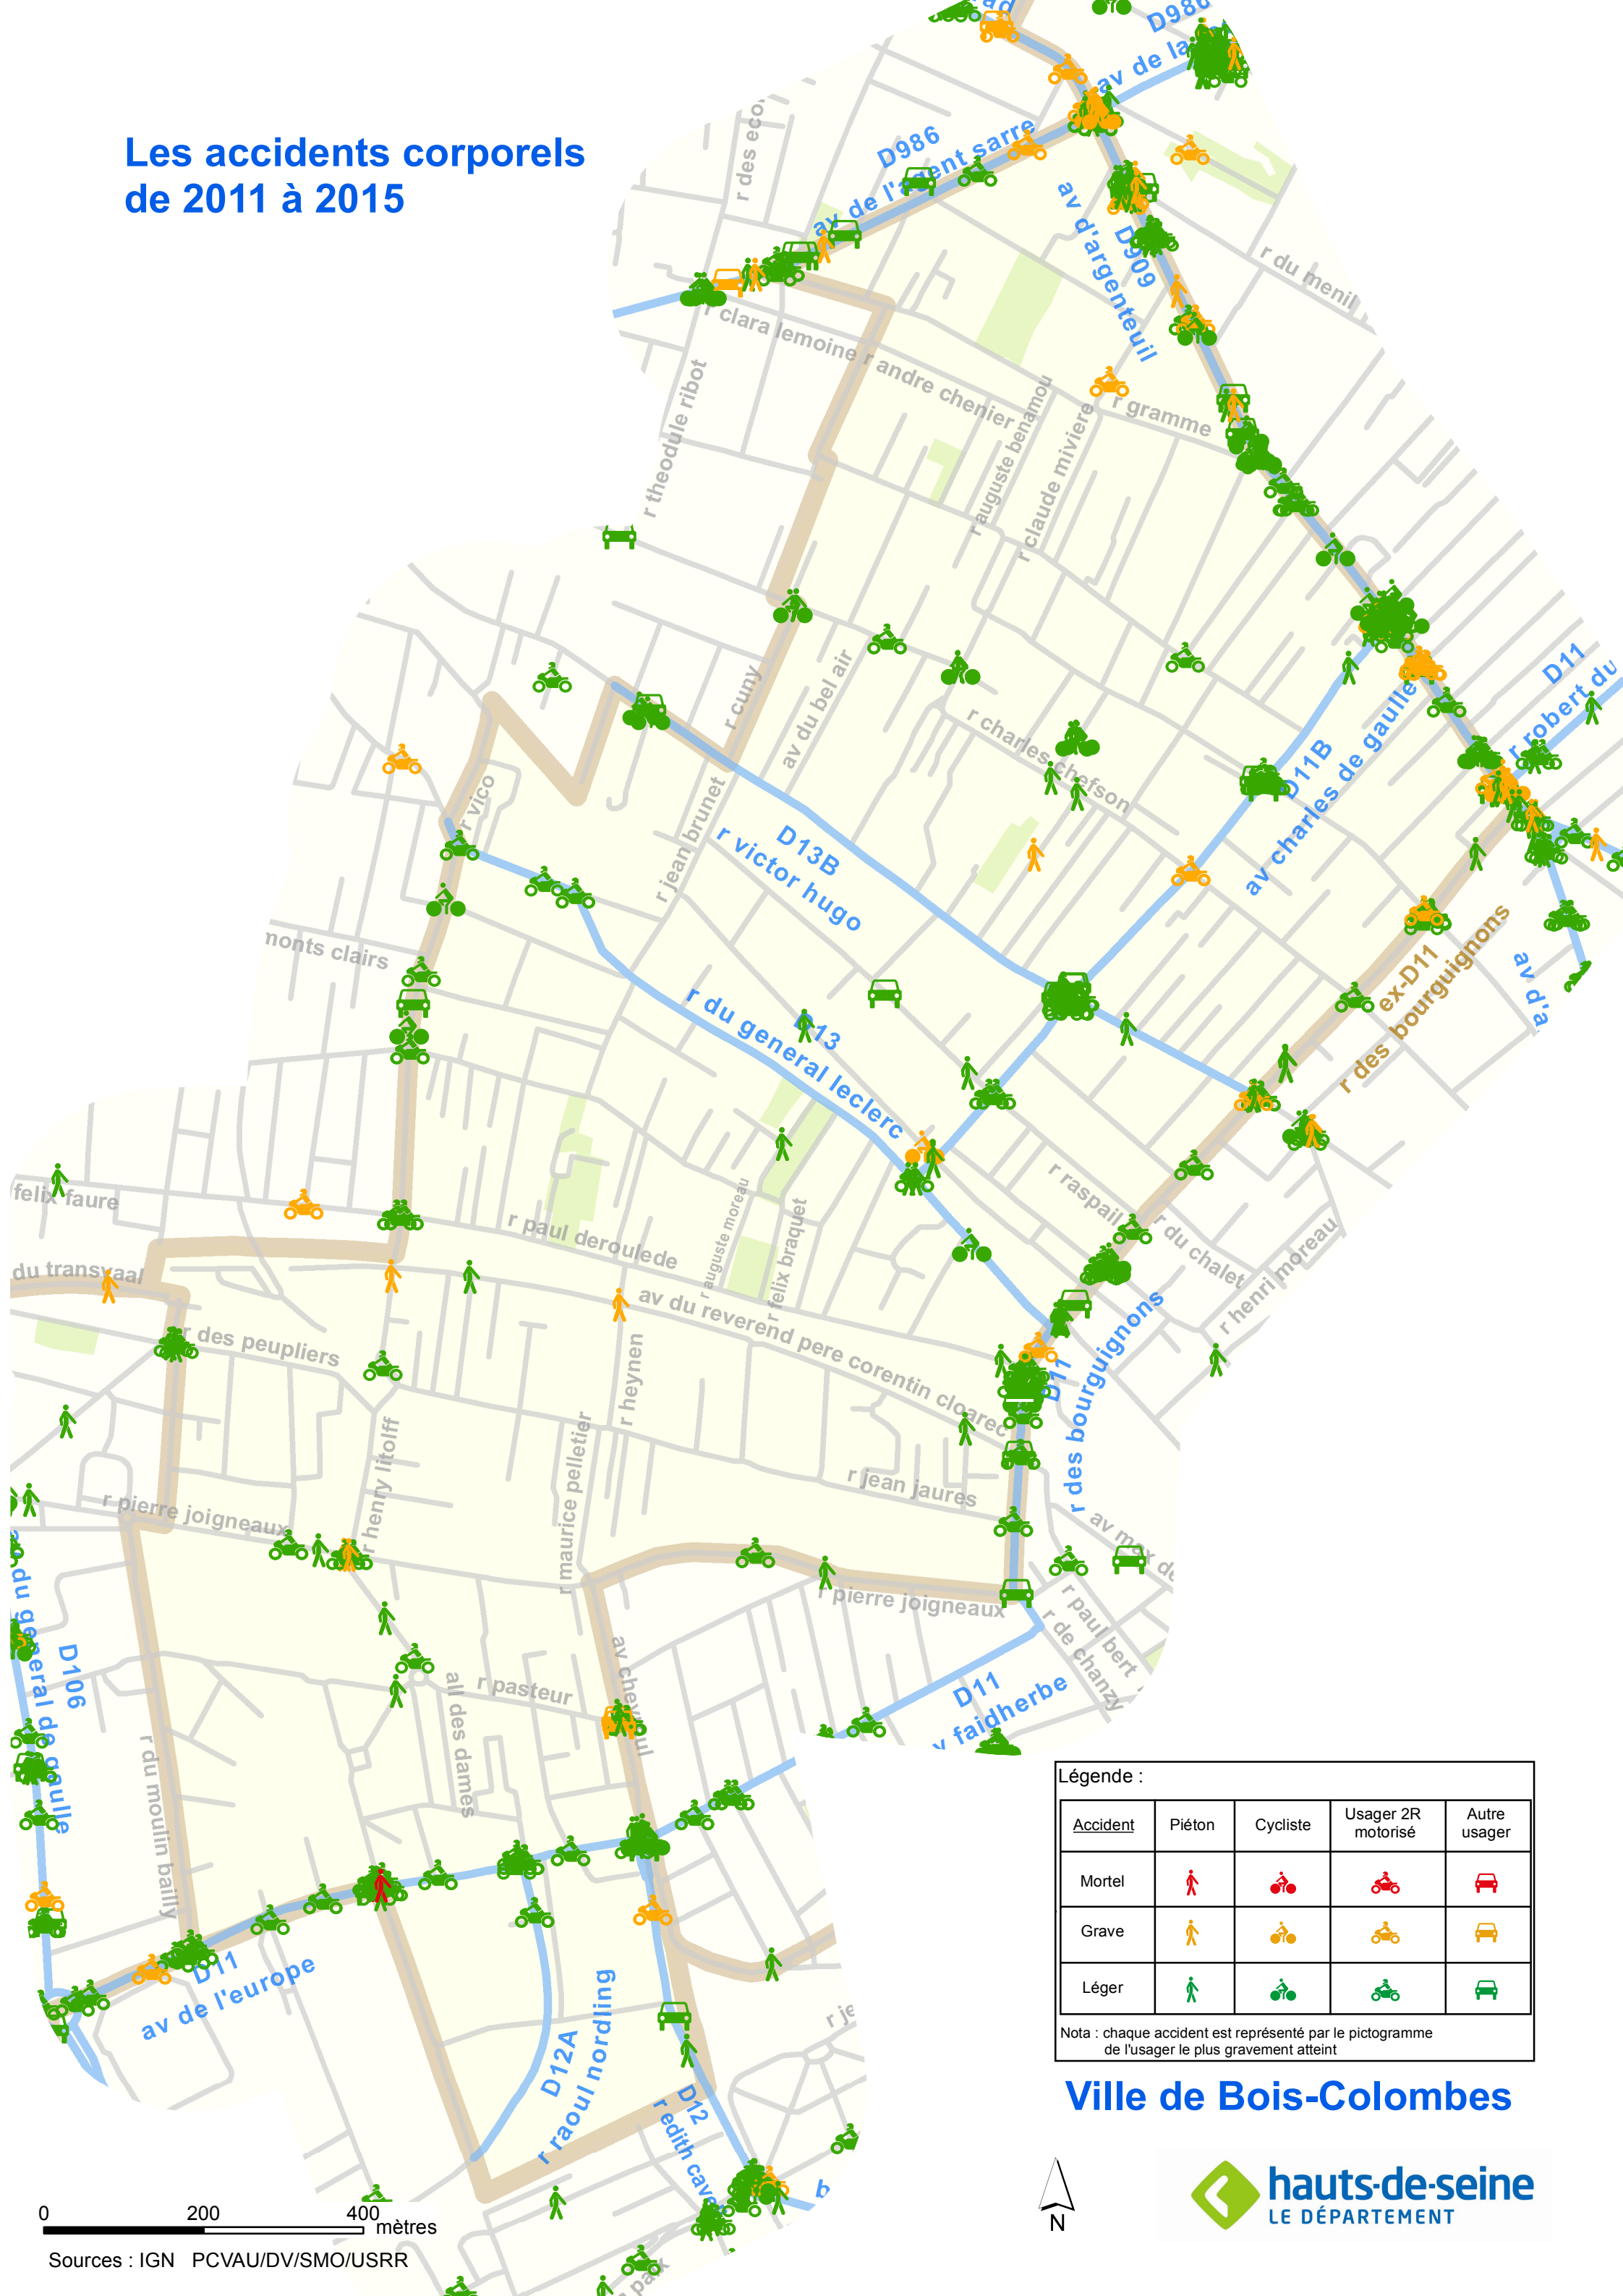 Les accidents corporels
de 2011 à 2015
D986
av de la
r des eco
D986
av de l'agent sarre
av d'argenteuil
D909
r du menil
r clara lemoine
r andre chenier
r gramme
r theodule ribot
r auguste benamou
r claude miviere
D11
r robert du
r cuny
av du bel air
r charles chefson
D11B
av charles de gaulle
r vico
r jean brunet
D13B
r victor hugo
monts clairs
ex-D11
r des bourguignons
av d'a
D13
r du general leclerc
felix faure
r paul deroulede
r auguste moreau
r felix braquet
r raspail
r du chalet
r henri moreau
du transvaal
r des peupliers
av du reverend pere corentin cloarec
r heynen
D11
r des bourguignons
r henry litolff
r maurice pelletier
r jean jaures
r pierre joigneaux
av max de
r pierre joigneaux
r paul bert
r de chanzy
du general de gaulle
D106
r pasteur
all des dames
av chevreul
D11
v faidherbe
r du moulin bailly
D11
av de l'europe
D12A
r raoul nordling
D12
r edith cavel
r je
b
paix
Légende :
Accident
Piéton
Cycliste
Usager 2R
motorisé
Autre
usager
Mortel
Grave
Léger
Nota : chaque accident est représenté par le pictogramme
de l'usager le plus gravement atteint
Ville de Bois-Colombes
N
hauts-de-seine
LE DÉPARTEMENT
0 200 400
mètres
Sources : IGN PCVAU/DV/SMO/USRR